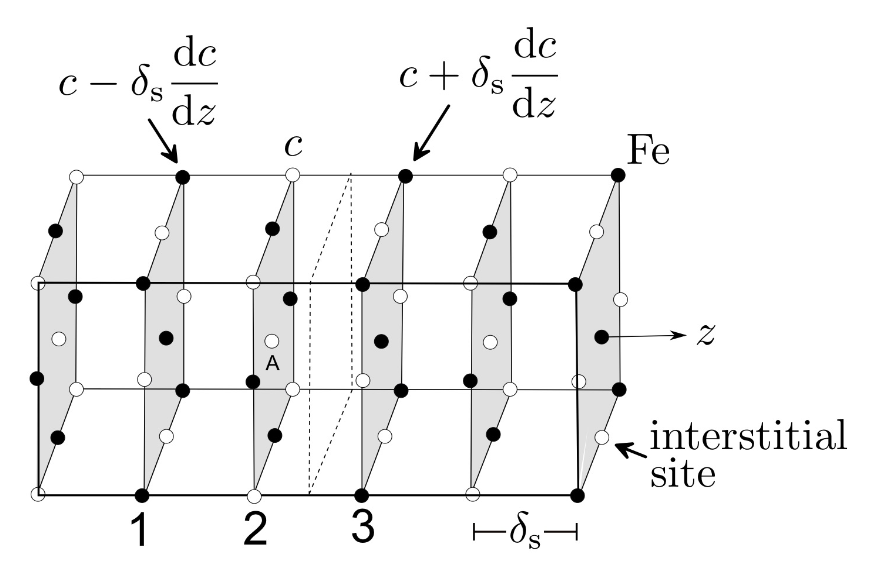 c − δₛ dc/dz
c + δₛ dc/dz
c
Fe
A
z
interstitial
site
1 2 3
δₛ